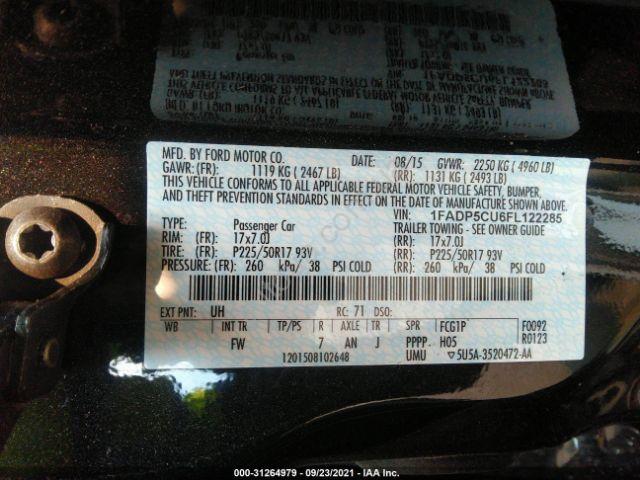 MFD. BY FORD MOTOR CO. DATE: 08/15 GVWR: 2250 KG ( 4960 LB)
GAWR: (FR): 1119 KG ( 2467 LB) (RR): 1131 KG ( 2493 LB)
THIS VEHICLE CONFORMS TO ALL APPLICABLE FEDERAL MOTOR VEHICLE SAFETY, BUMPER,
AND THEFT PREVENTION STANDARDS IN EFFECT ON THE DATE OF MANUFACTURE SHOWN ABOVE.
VIN: 1FADP5CU6FL122285
TYPE: Passenger Car TRAILER TOWING - SEE OWNER GUIDE
RIM: (FR): 17x7.0J (RR): 17x7.0J
TIRE: (FR): P225/50R17 93V (RR): P225/50R17 93V
PRESSURE: (FR): 260 kPa/ 38 PSI COLD (RR): 260 kPa/ 38 PSI COLD
EXT PNT: UH RC: 71 DSO:
WB INT TR TP/PS R AXLE TR SPR FCG1P F0092
FW 7 AN J PPPP H05 R0123
1201508102648 UMU ▽5U5A-3520472-AA
000-31264979 - 09/23/2021 - IAA Inc.